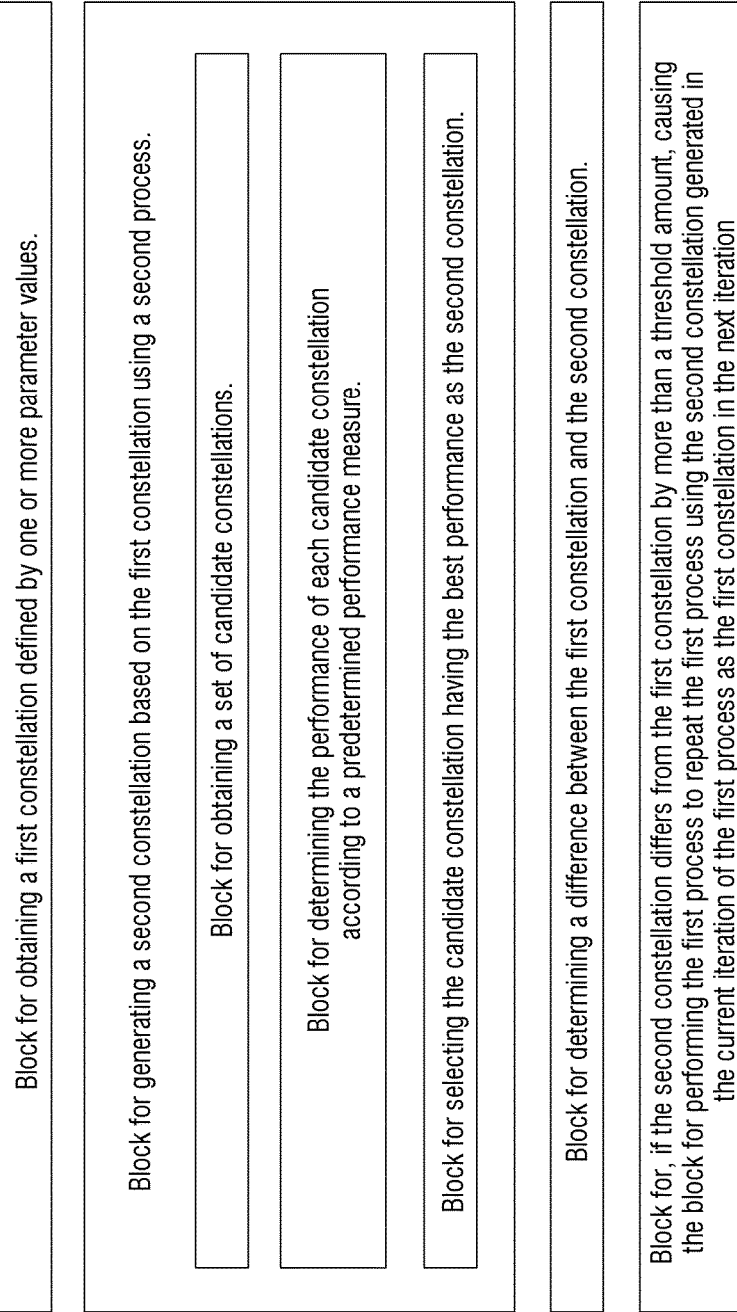 Block for obtaining a first constellation defined by one or more parameter values.
Block for generating a second constellation based on the first constellation using a second process.
Block for obtaining a set of candidate constellations.
Block for determining the performance of each candidate constellation
according to a predetermined performance measure.
Block for selecting the candidate constellation having the best performance as the second constellation.
Block for determining a difference between the first constellation and the second constellation.
Block for, if the second constellation differs from the first constellation by more than a threshold amount, causing
the block for performing the first process to repeat the first process using the second constellation generated in
the current iteration of the first process as the first constellation in the next iteration